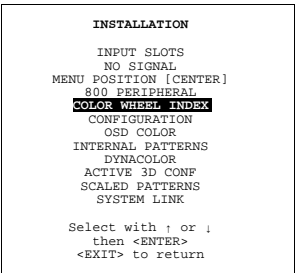 INSTALLATION
INPUT SLOTS
NO SIGNAL
MENU POSITION [CENTER]
800 PERIPHERAL
COLOR WHEEL INDEX
CONFIGURATION
OSD COLOR
INTERNAL PATTERNS
DYNACOLOR
ACTIVE 3D CONF
SCALED PATTERNS
SYSTEM LINK
Select with ↑ or ↓
then <ENTER>
<EXIT> to return